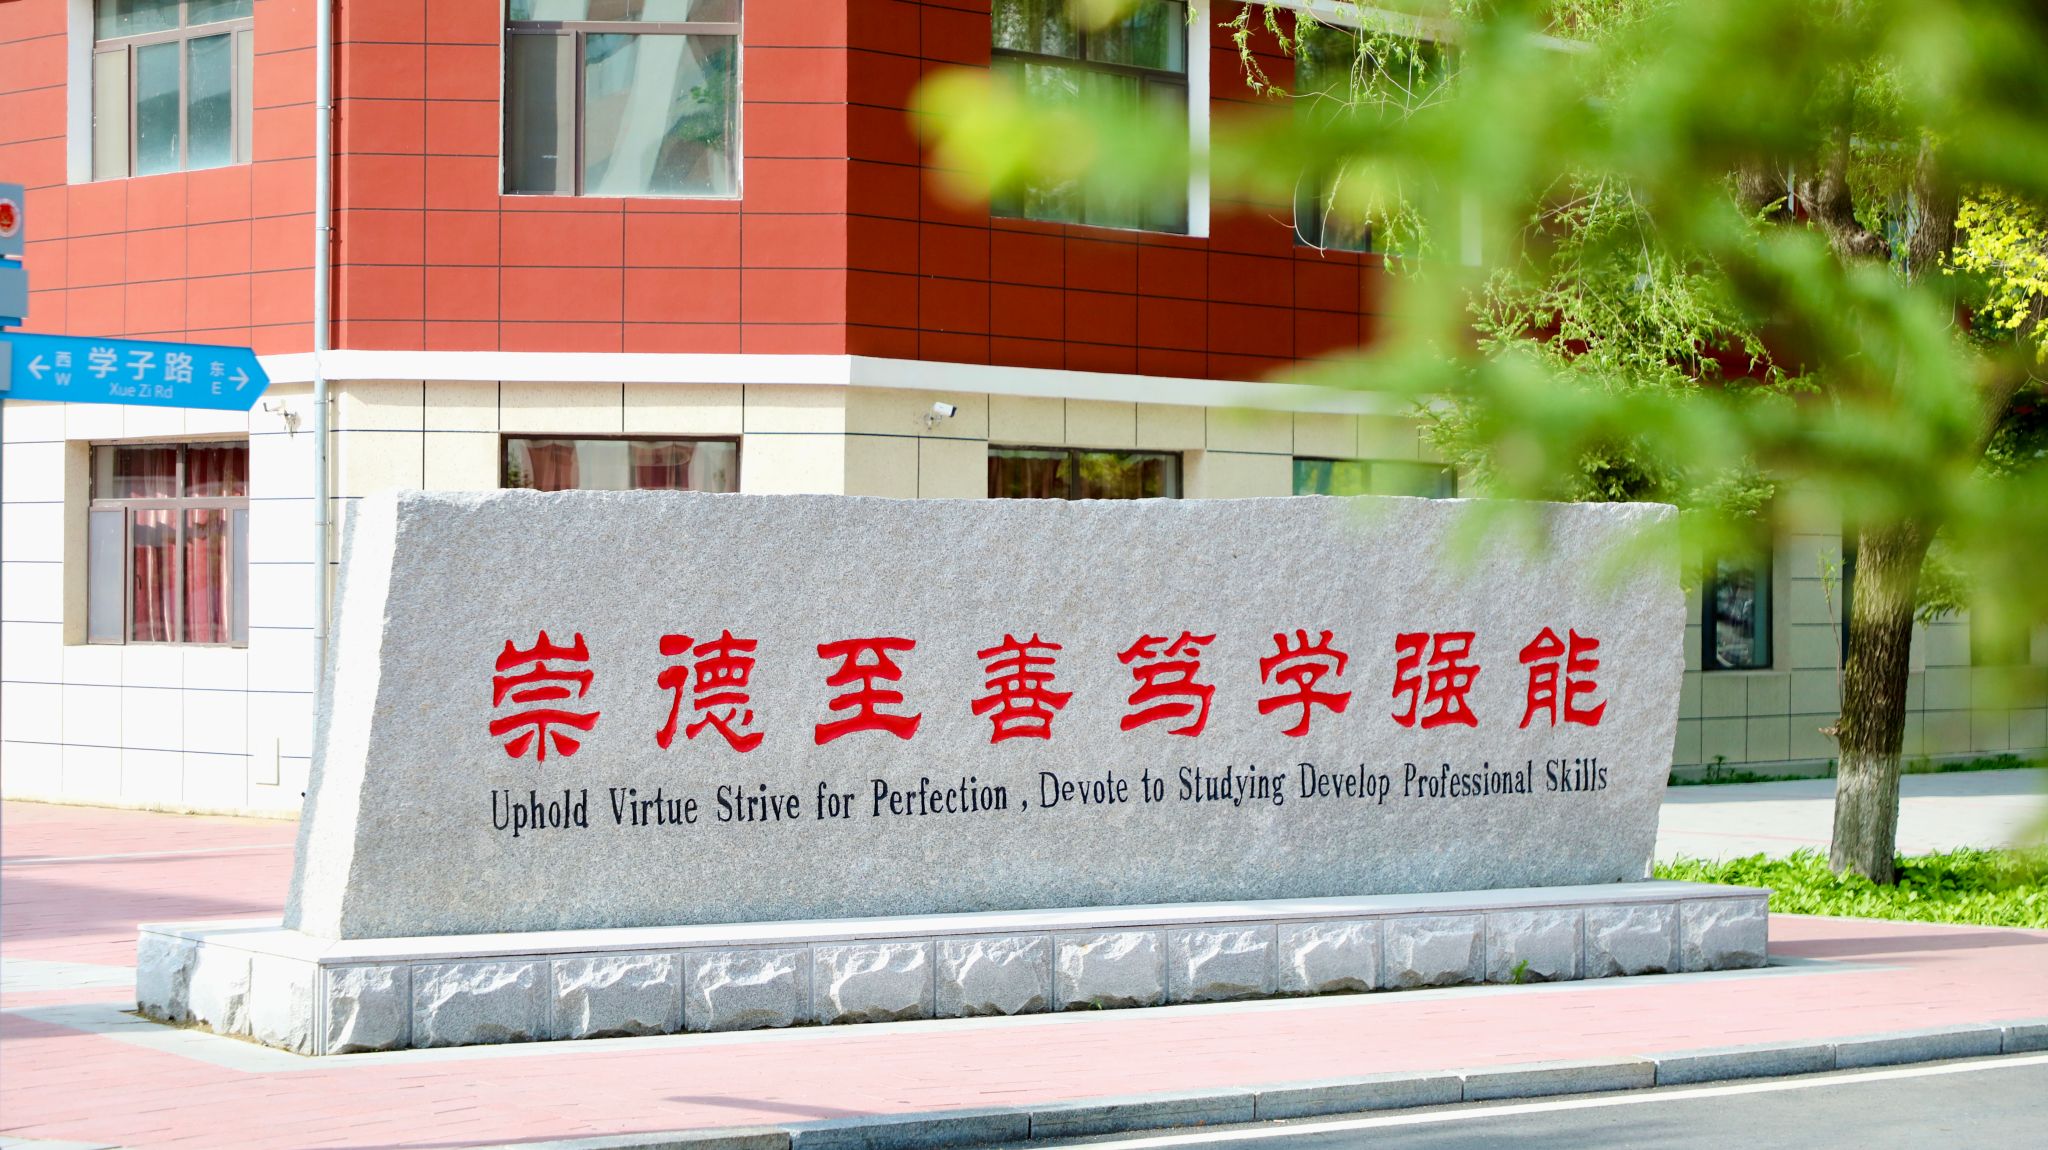 西 学子路 东
W Xue Zi Rd E
崇德至善笃学强能
Uphold Virtue Strive for Perfection , Devote to Studying Develop Professional Skills